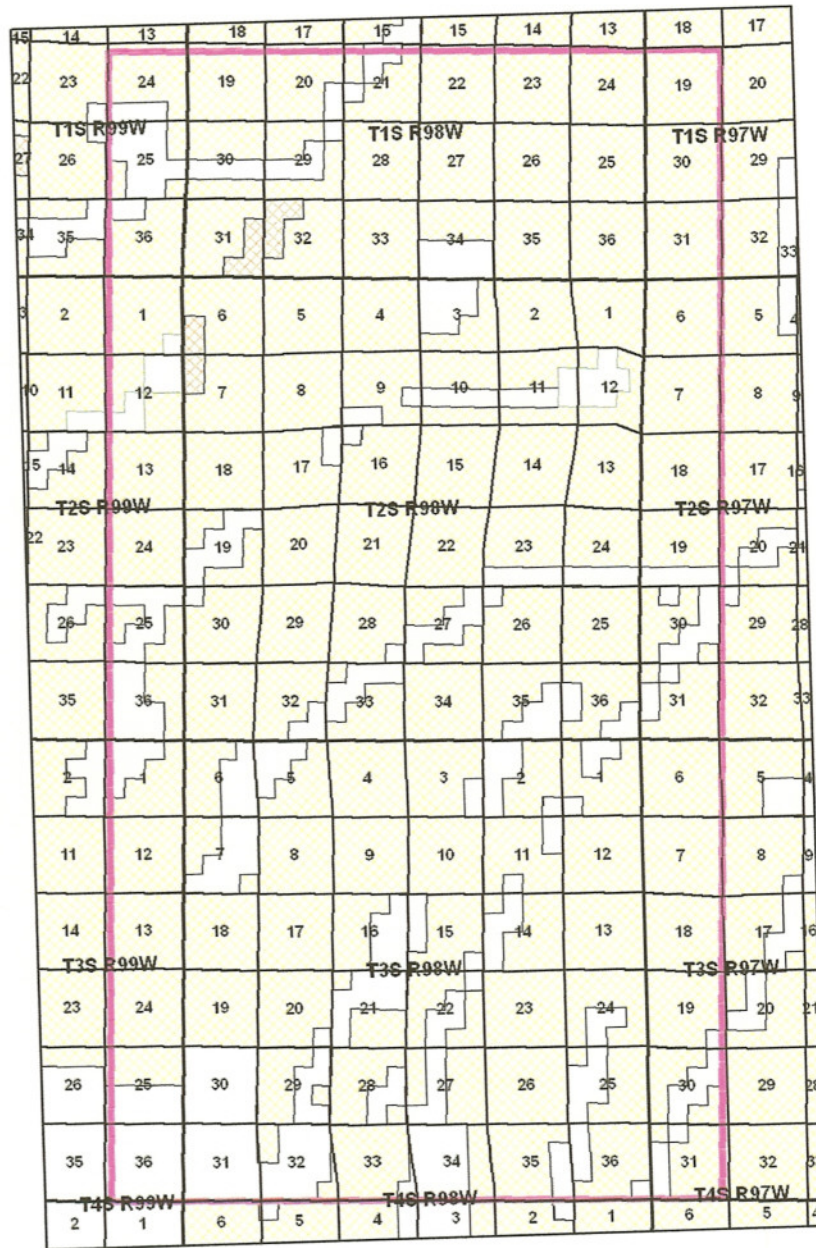 15 14 13 18 17 16 15 14 13 18 17
22 23 24 19 20 21 22 23 24 19 20
T1S R99W T1S R98W T1S R97W
27 26 25 30 29 28 27 26 25 30 29
34 35 36 31 32 33 34 35 36 31 32 33
3 2 1 6 5 4 3 2 1 6 5 4
10 11 12 7 8 9 10 11 12 7 8 9
15 14 13 18 17 16 15 14 13 18 17 16
T2S R99W T2S R98W T2S R97W
22 23 24 19 20 21 22 23 24 19 20 21
26 25 30 29 28 27 26 25 30 29 28
35 36 31 32 33 34 35 36 31 32 33
2 1 6 5 4 3 2 1 6 5 4
11 12 7 8 9 10 11 12 7 8 9
14 13 18 17 16 15 14 13 18 17 16
T3S R99W T3S R98W T3S R97W
23 24 19 20 21 22 23 24 19 20 21
26 25 30 29 28 27 26 25 30 29 28
35 36 31 32 33 34 35 36 31 32
T4S R99W T4S R98W T4S R97W
2 1 6 5 4 3 2 1 6 5 4